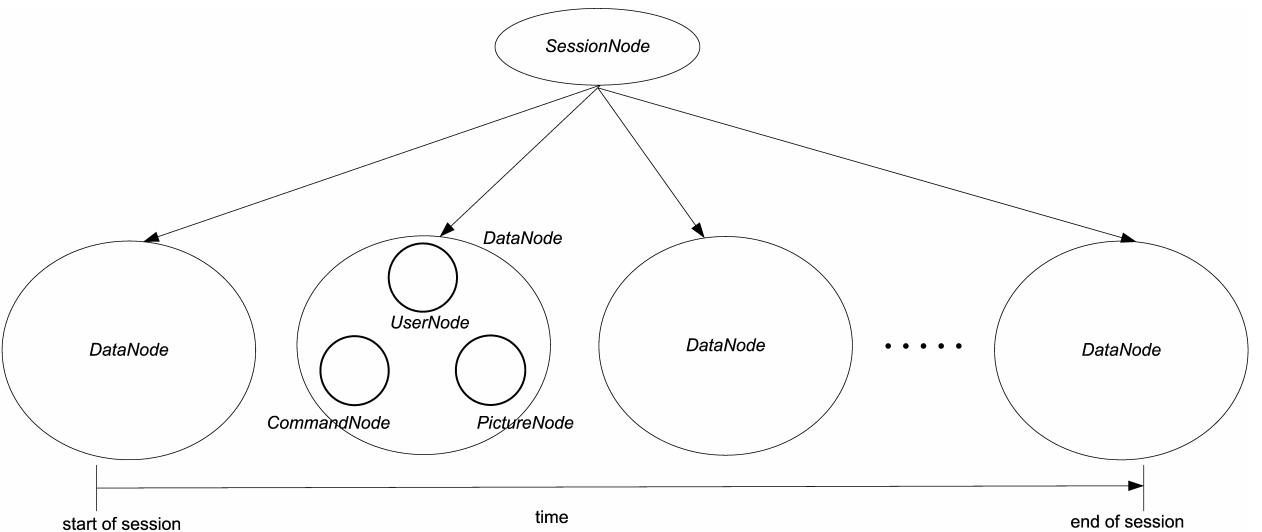 SessionNode
DataNode
UserNode
DataNode
DataNode
DataNode
CommandNode
PictureNode
start of session
time
end of session